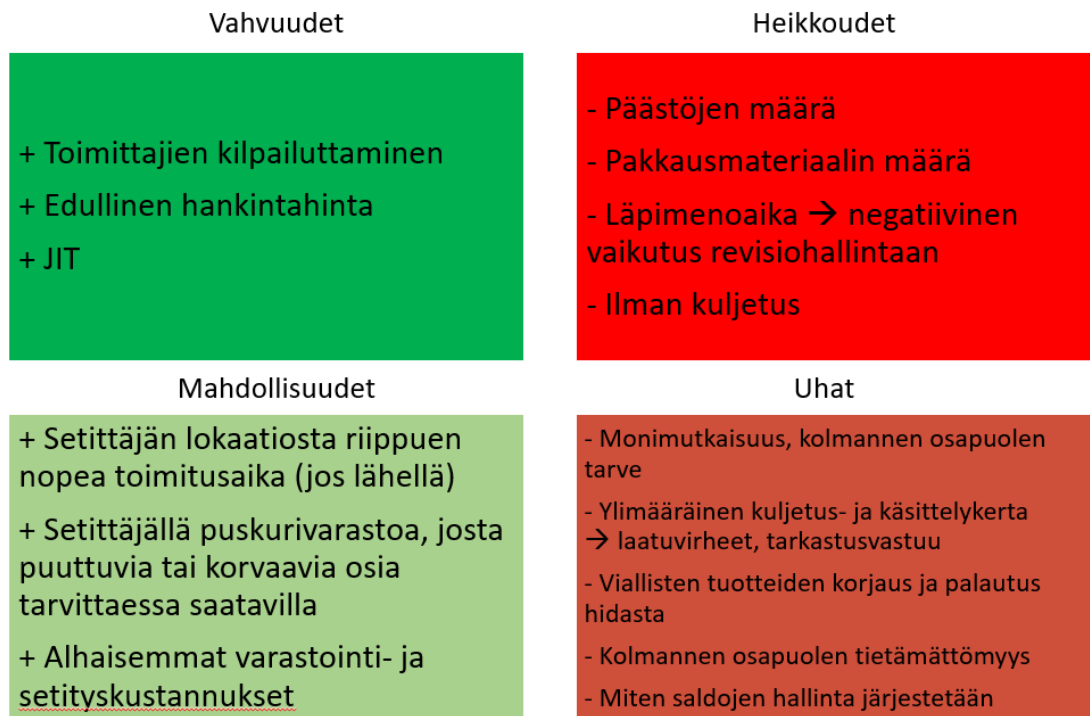 Vahvuudet
+ Toimittajien kilpailuttaminen
+ Edullinen hankintahinta
+ JIT
Heikkoudet
- Päästöjen määrä
- Pakkausmateriaalin määrä
- Läpimenoaika → negatiivinen
vaikutus revisiohallintaan
- Ilman kuljetus
Mahdollisuudet
+ Setittäjän lokaatiosta riippuen
nopea toimitusaika (jos lähellä)
+ Setittäjällä puskurivarastoa, josta
puuttuvia tai korvaavia osia
tarvittaessa saatavilla
+ Alhaisemmat varastointi- ja
setityskustannukset
Uhat
- Monimutkaisuus, kolmannen osapuolen
tarve
- Ylimääräinen kuljetus- ja käsittelykerta
→ laatuvirheet, tarkastusvastuu
- Viallisten tuotteiden korjaus ja palautus
hidasta
- Kolmannen osapuolen tietämättömyys
- Miten saldojen hallinta järjestetään